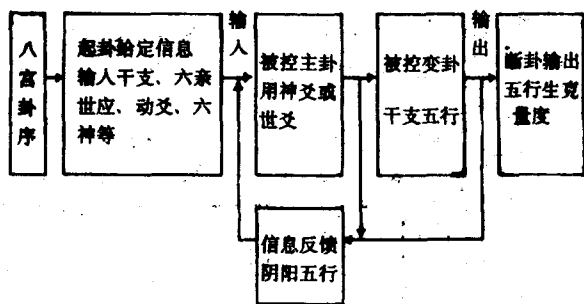 八宫卦序
起卦给定信息
输入干支、六亲
世应、动爻、六
神等
输入
被控主卦
用神爻或
世爻
被控变卦
干支五行
输出
断卦输出
五行生克
量度
信息反馈
阴阳五行